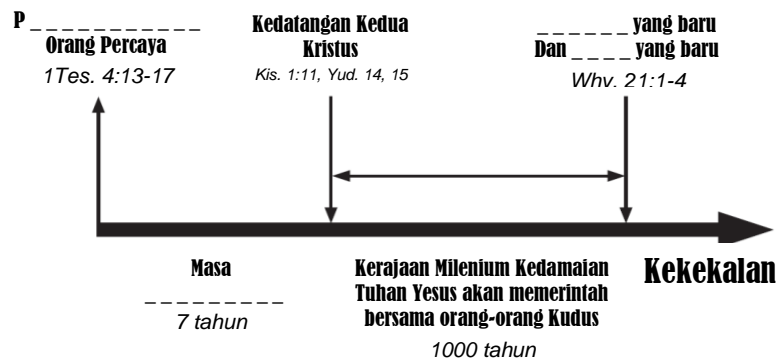 P _ _ _ _ _ _ _ _ _ _ _ _
Orang Percaya
1Tes. 4:13-17
Kedatangan Kedua
Kristus
Kis. 1:11, Yud. 14, 15
_ _ _ _ _ _ yang baru
Dan _ _ _ _ yang baru
Why. 21:1-4
Masa
_ _ _ _ _ _ _ _ _
7 tahun
Kerajaan Milenium Kedamaian
Tuhan Yesus akan memerintah
bersama orang-orang Kudus
1000 tahun
Kekekalan